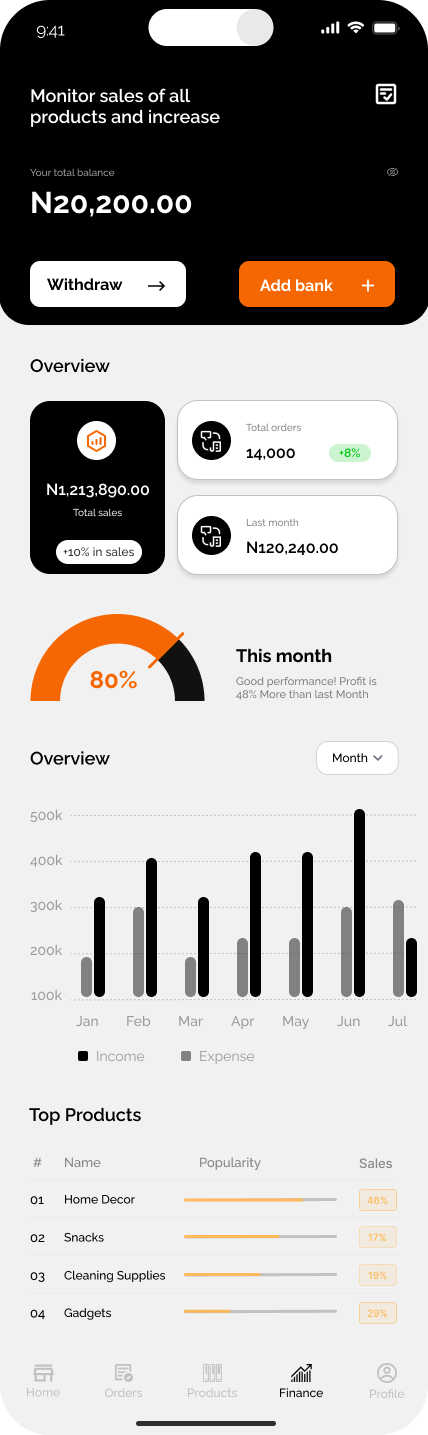 9:41
Monitor sales of all
products and increase
Your total balance
N20,200.00
Withdraw
Add bank
Overview
N1,213,890.00
Total sales
+10% in sales
Total orders
14,000
+8%
Last month
N120,240.00
80%
This month
Good performance! Profit is
48% More than last Month
Overview
Month
500k
400k
300k
200k
100k
Jan Feb Mar Apr May Jun Jul
Income Expense
Top Products
# Name Popularity Sales
01 Home Decor 46%
02 Snacks 17%
03 Cleaning Supplies 19%
04 Gadgets 29%
Home Orders Products Finance Profile